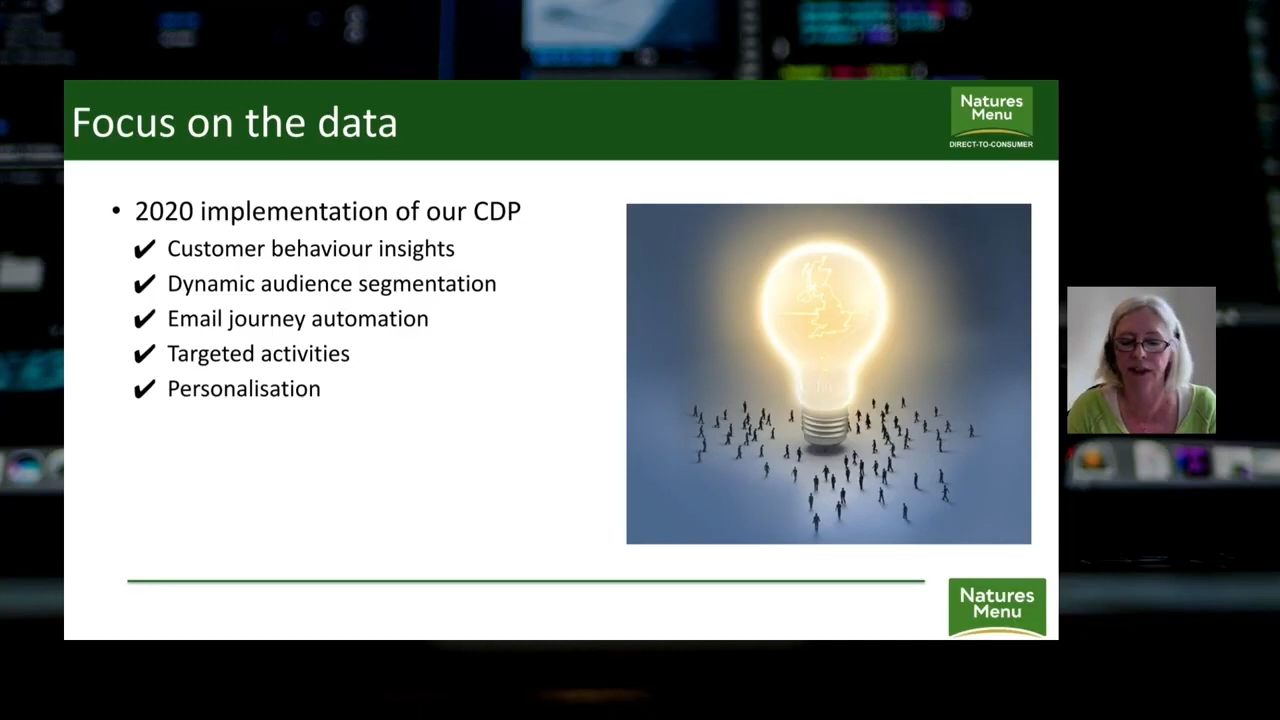 Focus on the data
Natures
Menu
DIRECT-TO-CONSUMER
• 2020 implementation of our CDP
✔ Customer behaviour insights
✔ Dynamic audience segmentation
✔ Email journey automation
✔ Targeted activities
✔ Personalisation
Natures
Menu